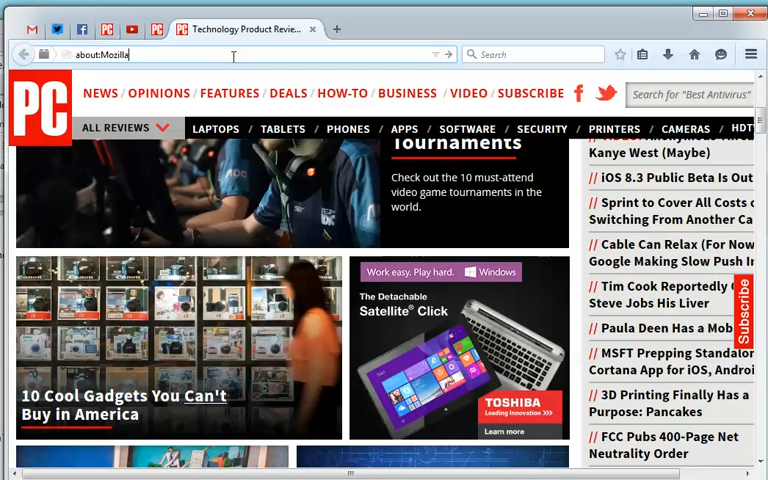 Technology Product Revie...
about:Mozilla
Search
PC
NEWS / OPINIONS / FEATURES / DEALS / HOW-TO / BUSINESS / VIDEO / SUBSCRIBE
Search for "Best Antivirus"
ALL REVIEWS
LAPTOPS / TABLETS / PHONES / APPS / SOFTWARE / SECURITY / PRINTERS / CAMERAS / HDT
Tournaments
Check out the 10 must-attend
video game tournaments in the
world.
Kanye West (Maybe)
// iOS 8.3 Public Beta Is Out
// Sprint to Cover All Costs
Switching From Another Ca
// Cable Can Relax (For Now
Google Making Slow Push I
// Tim Cook Reportedly
Steve Jobs His Liver
// Paula Deen Has a Mob
// MSFT Prepping Standalon
Cortana App for iOS, Androi
// 3D Printing Finally Has a
Purpose: Pancakes
// FCC Pubs 400-Page Net
Neutrality Order
Subscribe
10 Cool Gadgets You Can't
Buy in America
Work easy. Play hard. Windows
The Detachable
Satellite® Click
TOSHIBA
Leading Innovation >>>
Learn more